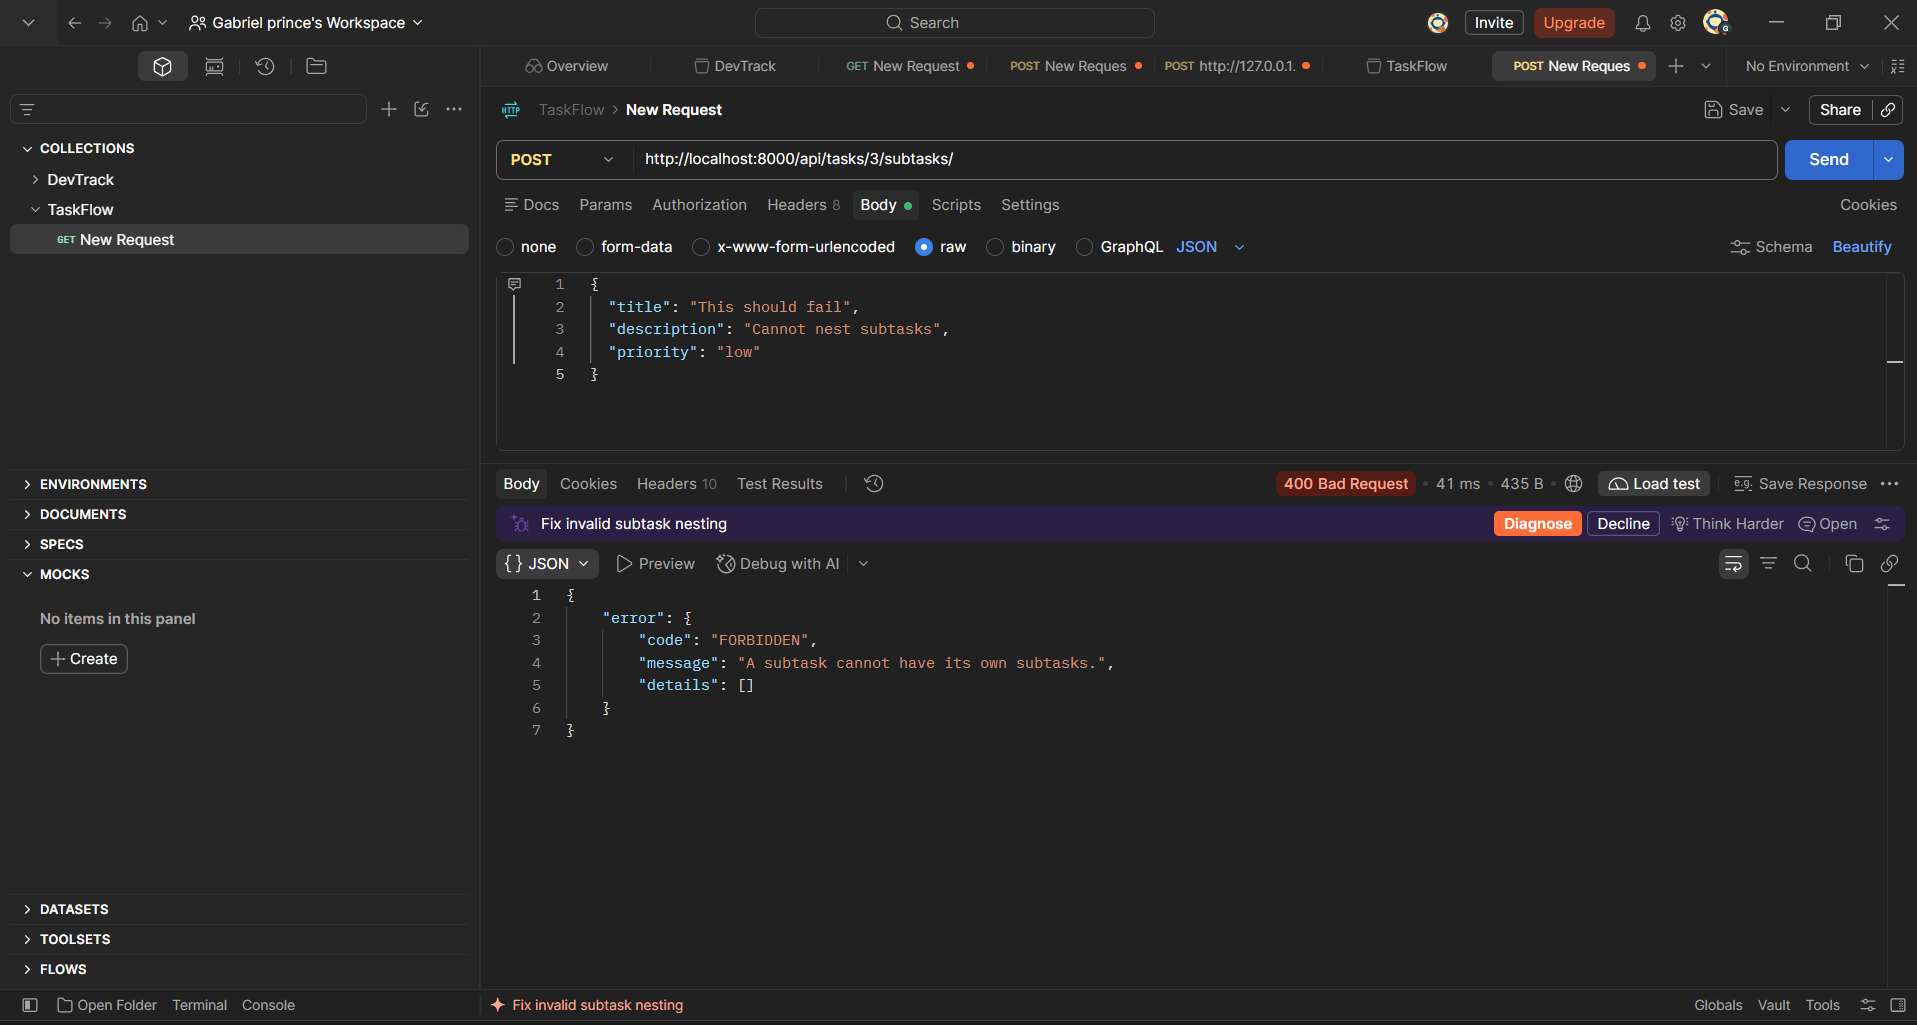 Gabriel prince's Workspace
Search
Invite
Upgrade
Overview
DevTrack
GET New Request
POST New Reques
POST http://127.0.0.1.
TaskFlow
POST New Reques
No Environment
COLLECTIONS
DevTrack
TaskFlow
GET New Request
ENVIRONMENTS
DOCUMENTS
SPECS
MOCKS
No items in this panel
Create
DATASETS
TOOLSETS
FLOWS
HTTP TaskFlow > New Request
Save
Share
POST http://localhost:8000/api/tasks/3/subtasks/
Send
Docs Params Authorization Headers 8 Body Scripts Settings
Cookies
none form-data x-www-form-urlencoded raw binary GraphQL JSON
Schema Beautify
1 {
2 "title": "This should fail",
3 "description": "Cannot nest subtasks",
4 "priority": "low"
5 }
Body Cookies Headers 10 Test Results
400 Bad Request • 41 ms • 435 B •
Load test
e.g. Save Response
Fix invalid subtask nesting
Diagnose Decline Think Harder Open
{} JSON Preview Debug with AI
1 {
2 "error": {
3 "code": "FORBIDDEN",
4 "message": "A subtask cannot have its own subtasks.",
5 "details": []
6 }
7 }
Open Folder Terminal Console
Fix invalid subtask nesting
Globals Vault Tools